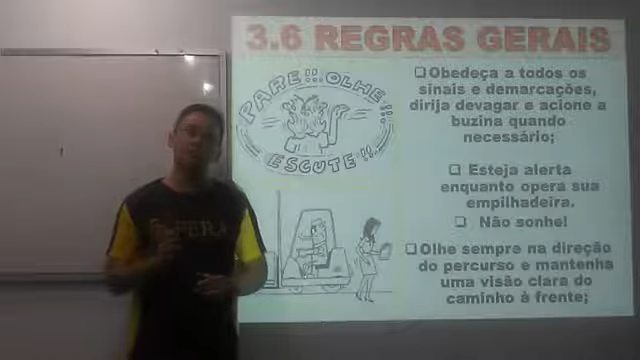 3.6 REGRAS GERAIS
PARE!!! OLHE!!!
ESCUTE!!
❑Obedeça a todos os
sinais e demarcações,
dirija devagar e acione a
buzina quando
necessário;
❑ Esteja alerta
enquanto opera sua
empilhadeira.
❑ Não sonhe!
❑Olhe sempre na direção
do percurso e mantenha
uma visão clara do
caminho à frente;